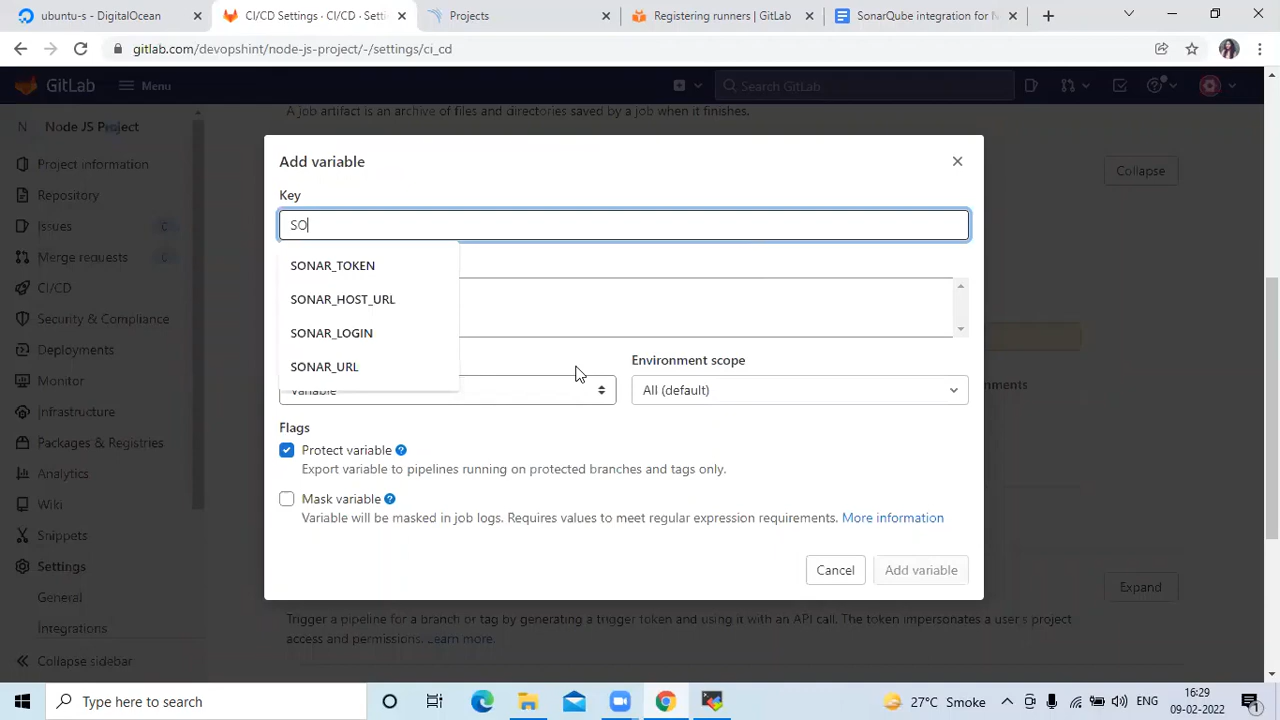 ubuntu-s - DigitalOcean
CI/CD Settings · CI/CD · Setti
Projects
Registering runners | GitLab
SonarQube integration for N
gitlab.com/devopshint/node-js-project/-/settings/ci_cd
GitLab
Menu
Search GitLab
A job artifact is an archive of files and directories saved by a job when it finishes.
N
Node JS Project
Project information
Repository
Issues
Merge requests
CI/CD
Security & Compliance
Deployments
Monitor
Infrastructure
Packages & Registries
Analytics
Wiki
Snippets
Settings
General
Integrations
Collapse sidebar
Collapse
Add variable
Key
SO
SONAR_TOKEN
SONAR_HOST_URL
SONAR_LOGIN
SONAR_URL
Variable
Environment scope
All (default)
Flags
Protect variable
Export variable to pipelines running on protected branches and tags only.
Mask variable
Variable will be masked in job logs. Requires values to meet regular expression requirements. More information
Cancel
Add variable
Expand
Trigger a pipeline for a branch or tag by generating a trigger token and using it with an API call. The token impersonates a user's project
access and permissions. Learn more.
Type here to search
27°C Smoke
ENG
16:29
09-02-2022
1